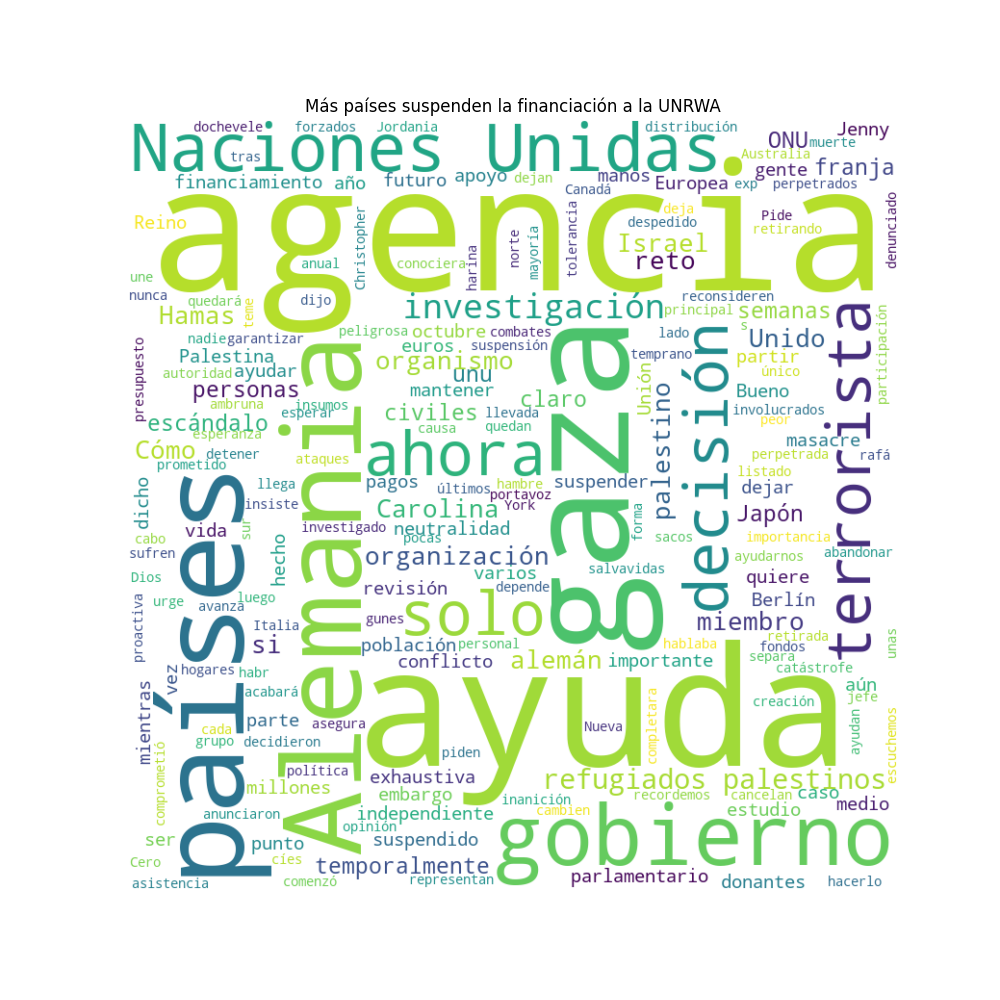 Más países suspenden la financiación a la UNRWA
dochevele forzados Jordania distribución
Naciones Unidas ONU Jenny
muerte
tras Australia
financiamiento año futuro apoyo dejan manos Europea gente franja
exp perpetrados
Canadá
agencia
Reino Christopher tolerancia despedido deja Pide denunciado
retirando
harina norte mayoría Israel
reto
une anual conociera
nunca quedará dijo investigación reconsideren
Hamas teme principal semanas
s
peligrosa octubre combates lado Unido
nadie garantizar euros suspensión temprano
Palestina organismo partir participación
autoridad ayudar unu único
presupuesto personas mantener Unión Bueno
ambruna insumos claro
escándalo esperar civiles llevada involucrados
causa quedan peor
esperanza
Cómo detener ahora palestino decisión masacre
prometido ataques perpetrada rafá
llega pagos últimos hambre suspender listado
insiste portavoz dejar
dicho York
países vida Alemania Carolina gaza Japón terrorista
sur investigado neutralidad forma
cabo pocas sacos importancia
sufren hecho organización ayudarnos abandonar
Dios varios salvavidas quiere
urge luego revisión depende Berlín
avanza
proactiva Italia gunes solo miembro
si población personal hablaba retirada unas
fondos
vez hogares habr conflicto alemán importante separa catástrofe
acabará aún
mientras parte asegura Nueva completara creación jefe
cada
grupo decidieron piden ayuda ayudan escuchemos
política exhaustiva
comprometió millones embargo refugiados palestinos
inanición recordemos cancelan caso
anunciaron independiente cambien estudio medio
opinión
ser punto suspendido gobierno
Cero cíes temporalmente
asistencia comenzó representan parlamentario donantes hacerlo